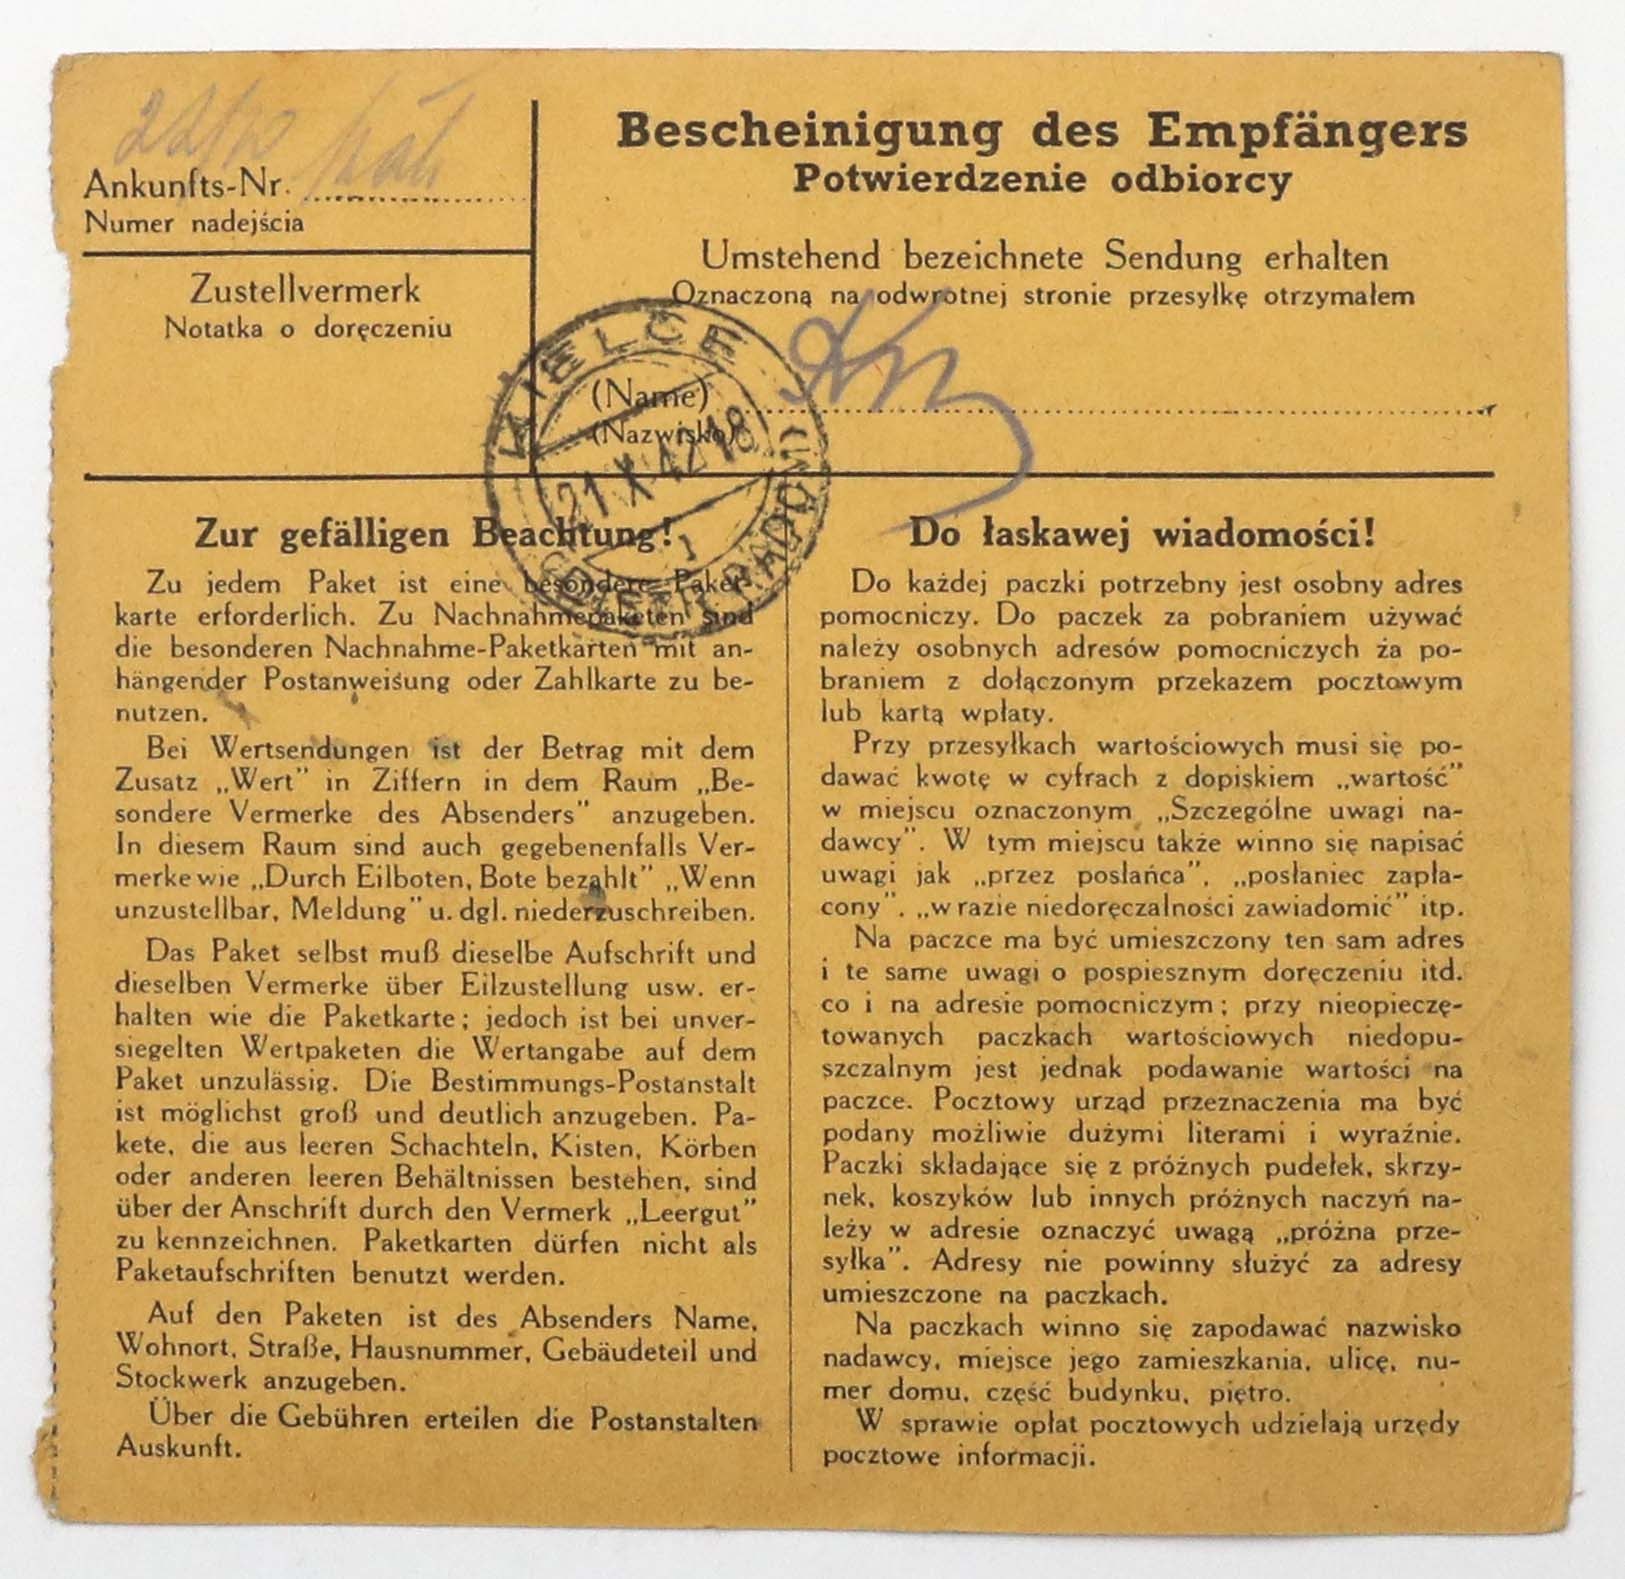 Ankunfts-Nr.
Numer nadejścia
Zustellvermerk
Notatka o doręczeniu
Bescheinigung des Empfängers
Potwierdzenie odbiorcy
Umstehend bezeichnete Sendung erhalten
Oznaczoną na odwrotnej stronie przesyłkę otrzymałem
(Name)
(Nazwisko)
KIELCE
21.X.42 18
(DISTR. RADOM)
Zur gefälligen Beachtung!
Zu jedem Paket ist eine besondere Paket-
karte erforderlich. Zu Nachnahmepaketen sind
die besonderen Nachnahme-Paketkarten mit an-
hängender Postanweisung oder Zahlkarte zu be-
nutzen.
Bei Wertsendungen ist der Betrag mit dem
Zusatz „Wert" in Ziffern in dem Raum „Be-
sondere Vermerke des Absenders" anzugeben.
In diesem Raum sind auch gegebenenfalls Ver-
merke wie „Durch Eilboten, Bote bezahlt" „Wenn
unzustellbar, Meldung" u. dgl. niederzuschreiben.
Das Paket selbst muß dieselbe Aufschrift und
dieselben Vermerke über Eilzustellung usw. er-
halten wie die Paketkarte; jedoch ist bei unver-
siegelten Wertpaketen die Wertangabe auf dem
Paket unzulässig. Die Bestimmungs-Postanstalt
ist möglichst groß und deutlich anzugeben. Pa-
kete, die aus leeren Schachteln, Kisten, Körben
oder anderen leeren Behältnissen bestehen, sind
über der Anschrift durch den Vermerk „Leergut"
zu kennzeichnen. Paketkarten dürfen nicht als
Paketaufschriften benutzt werden.
Auf den Paketen ist des Absenders Name,
Wohnort, Straße, Hausnummer, Gebäudeteil und
Stockwerk anzugeben.
Über die Gebühren erteilen die Postanstalten
Auskunft.
Do łaskawej wiadomości!
Do każdej paczki potrzebny jest osobny adres
pomocniczy. Do paczek za pobraniem używać
należy osobnych adresów pomocniczych za po-
braniem z dołączonym przekazem pocztowym
lub kartą wpłaty.
Przy przesyłkach wartościowych musi się po-
dawać kwotę w cyfrach z dopiskiem „wartość"
w miejscu oznaczonym „Szczególne uwagi na-
dawcy". W tym miejscu także winno się napisać
uwagi jak „przez posłańca", „posłaniec zapła-
cony", „w razie niedoręczalności zawiadomić" itp.
Na paczce ma być umieszczony ten sam adres
i te same uwagi o pospiesznym doręczeniu itd.
co i na adresie pomocniczym; przy nieopieczę-
towanych paczkach wartościowych niedopu-
szczalnym jest jednak podawanie wartości na
paczce. Pocztowy urząd przeznaczenia ma być
podany możliwie dużymi literami i wyraźnie.
Paczki składające się z próżnych pudełek, skrzy-
nek, koszyków lub innych próżnych naczyń na-
leży w adresie oznaczyć uwagą „próżna prze-
syłka". Adresy nie powinny służyć za adresy
umieszczone na paczkach.
Na paczkach winno się zapodawać nazwisko
nadawcy, miejsce jego zamieszkania, ulicę, nu-
mer domu, część budynku, piętro.
W sprawie opłat pocztowych udzielają urzędy
pocztowe informacji.